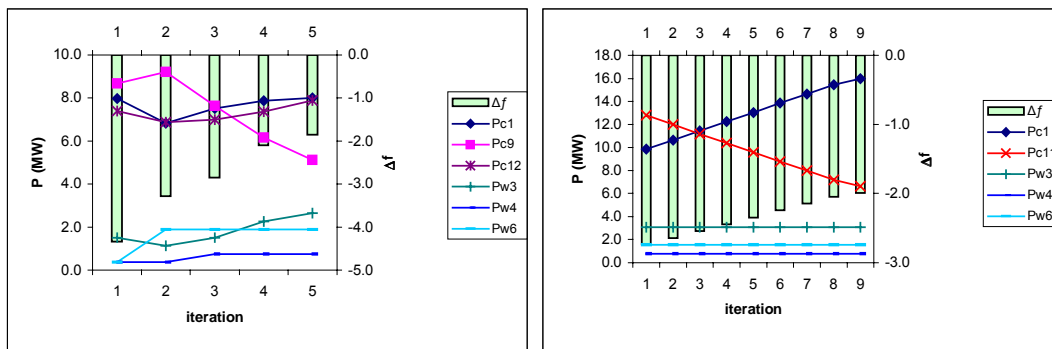 1 2 3 4 5
10.0
8.0
6.0
4.0
2.0
0.0
P (MW)
0.0
-1.0
-2.0
-3.0
-4.0
-5.0
Δf
1 2 3 4 5
iteration
Δf
Pc1
Pc9
Pc12
Pw3
Pw4
Pw6
1 2 3 4 5 6 7 8 9
18.0
16.0
14.0
12.0
10.0
8.0
6.0
4.0
2.0
0.0
P (MW)
0.0
-1.0
-2.0
-3.0
Δf
1 2 3 4 5 6 7 8 9
iteration
Δf
Pc1
Pc11
Pw3
Pw4
Pw6